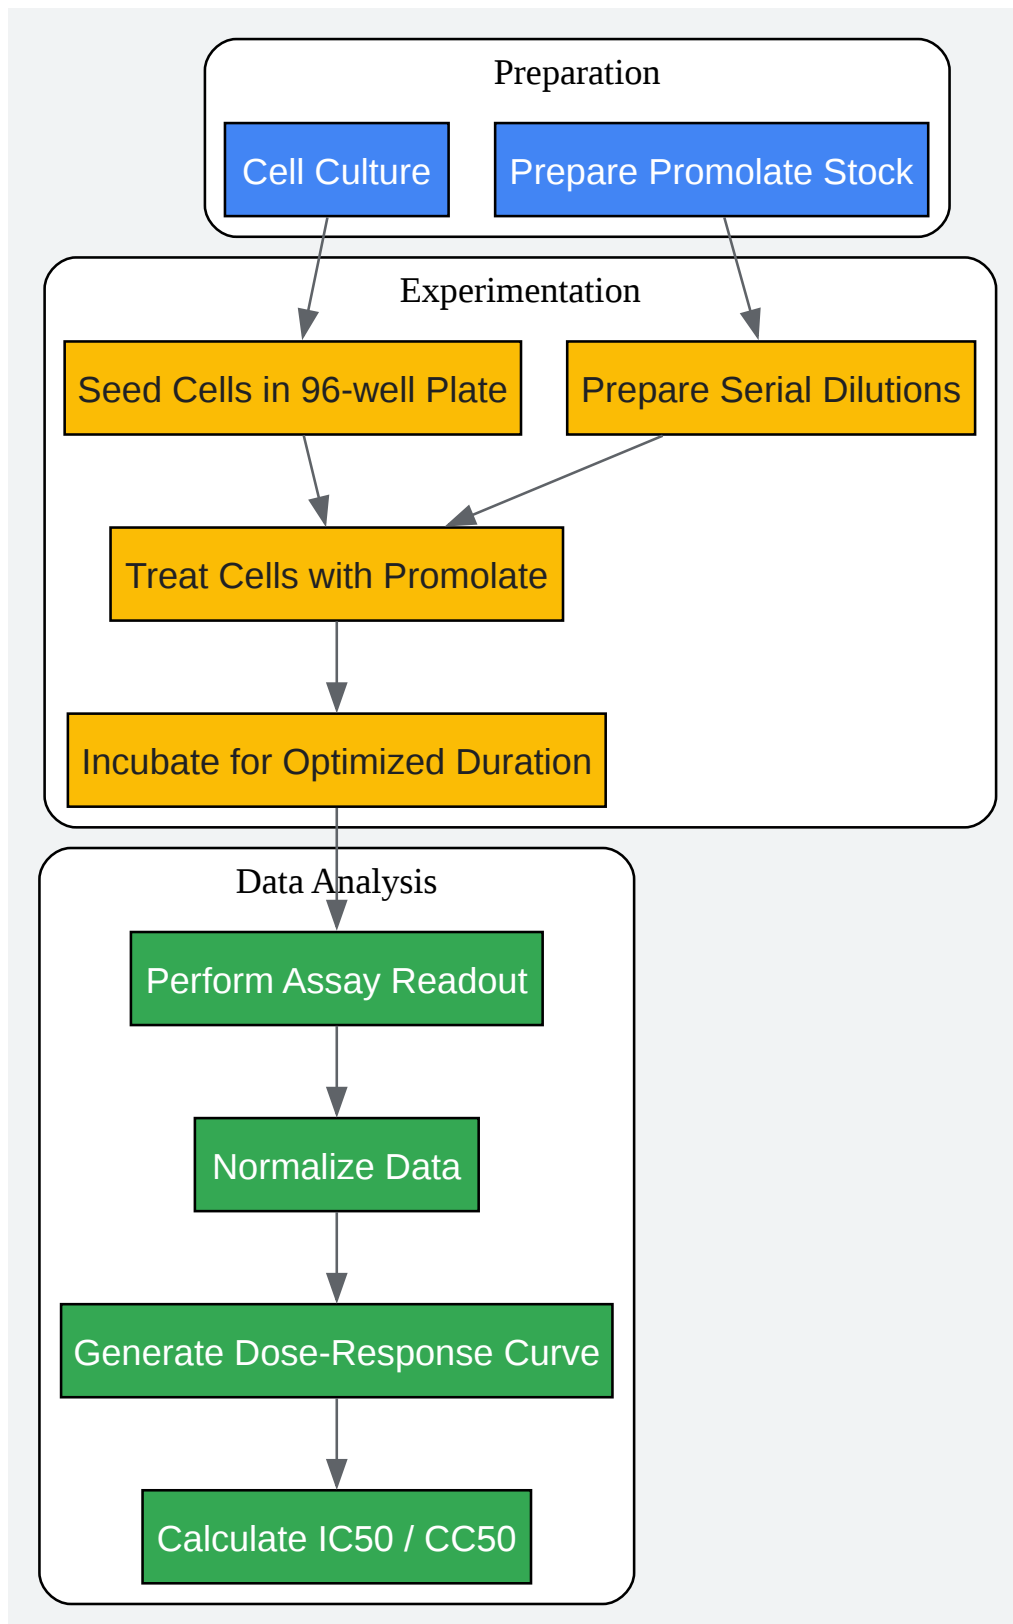 Preparation
Cell Culture
Prepare Promolate Stock
Experimentation
Seed Cells in 96-well Plate
Prepare Serial Dilutions
Treat Cells with Promolate
Incubate for Optimized Duration
Data Analysis
Perform Assay Readout
Normalize Data
Generate Dose-Response Curve
Calculate IC50 / CC50